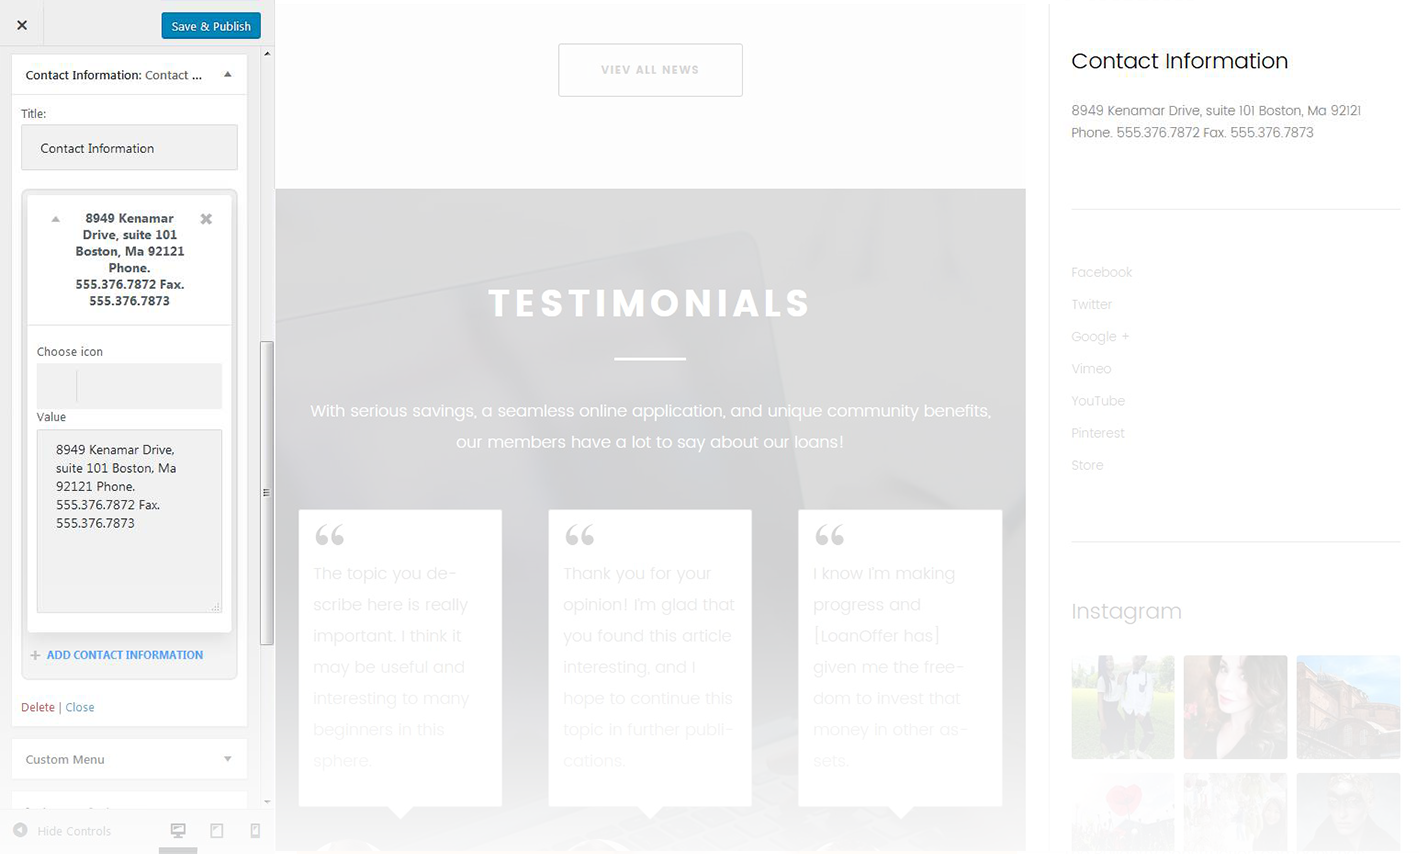 Save & Publish
Contact Information: Contact ...
Title:
Contact Information
8949 Kenamar
Drive, suite 101
Boston, Ma 92121
Phone.
555.376.7872 Fax.
555.376.7873
Choose icon
Value
8949 Kenamar Drive,
suite 101 Boston, Ma
92121 Phone.
555.376.7872 Fax.
555.376.7873
+ ADD CONTACT INFORMATION
Delete | Close
Custom Menu
Hide Controls
VIEV ALL NEWS
TESTIMONIALS
With serious savings, a seamless online application, and unique community benefits,
our members have a lot to say about our loans!
“
The topic you de-
scribe here is really
important. I think it
may be useful and
interesting to many
beginners in this
sphere.
“
Thank you for your
opinion! I'm glad that
you found this article
interesting, and I
hope to continue this
topic in further publi-
cations.
“
I know I'm making
progress and
[LoanOffer has]
given me the free-
dom to invest that
money in other as-
sets.
Contact Information
8949 Kenamar Drive, suite 101 Boston, Ma 92121
Phone. 555.376.7872 Fax. 555.376.7873
Facebook
Twitter
Google +
Vimeo
YouTube
Pinterest
Store
Instagram